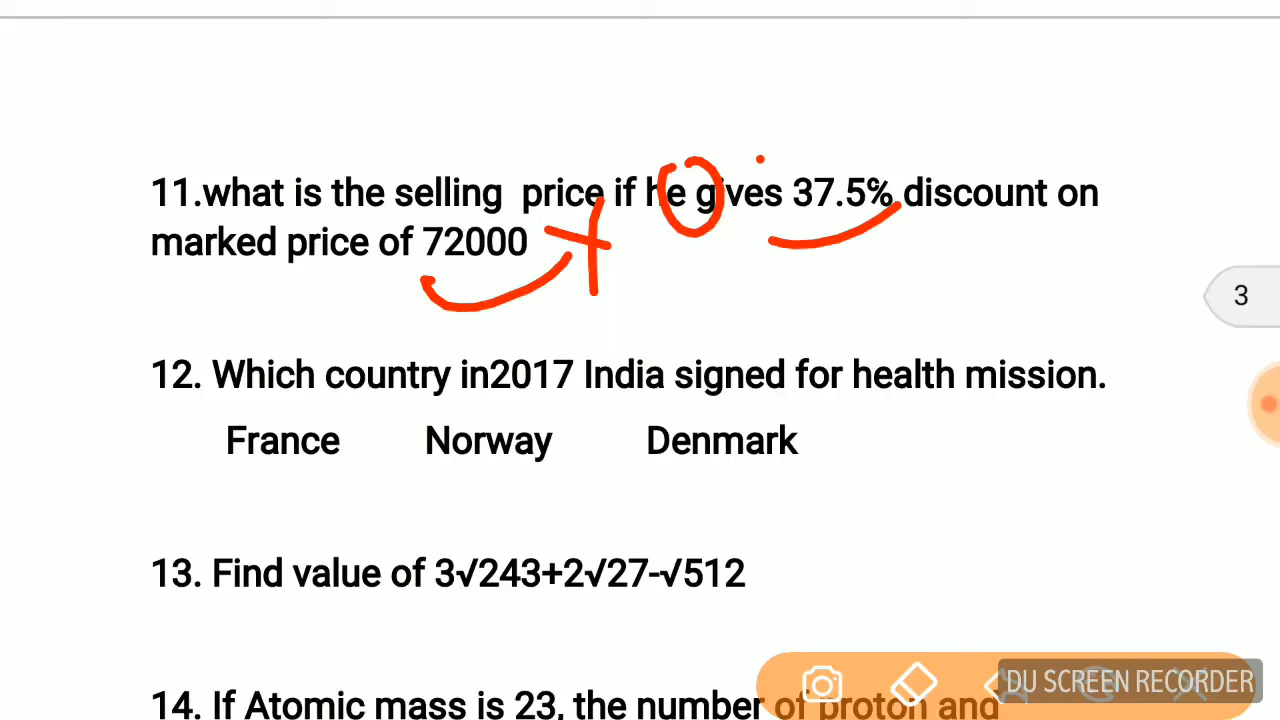 11.what is the selling price if he gives 37.5% discount on
marked price of 72000
3
12. Which country in2017 India signed for health mission.
France Norway Denmark
13. Find value of 3√243+2√27-√512
DU SCREEN RECORDER
14. If Atomic mass is 23, the number of proton and